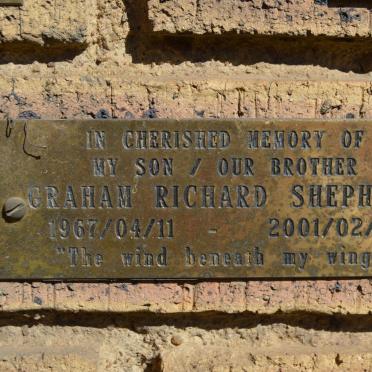 IN CHERISHED MEMORY OF
MY SON / OUR BROTHER
GRAHAM RICHARD SHEPH
1967/04/11 - 2001/02/
"The wind beneath my wing